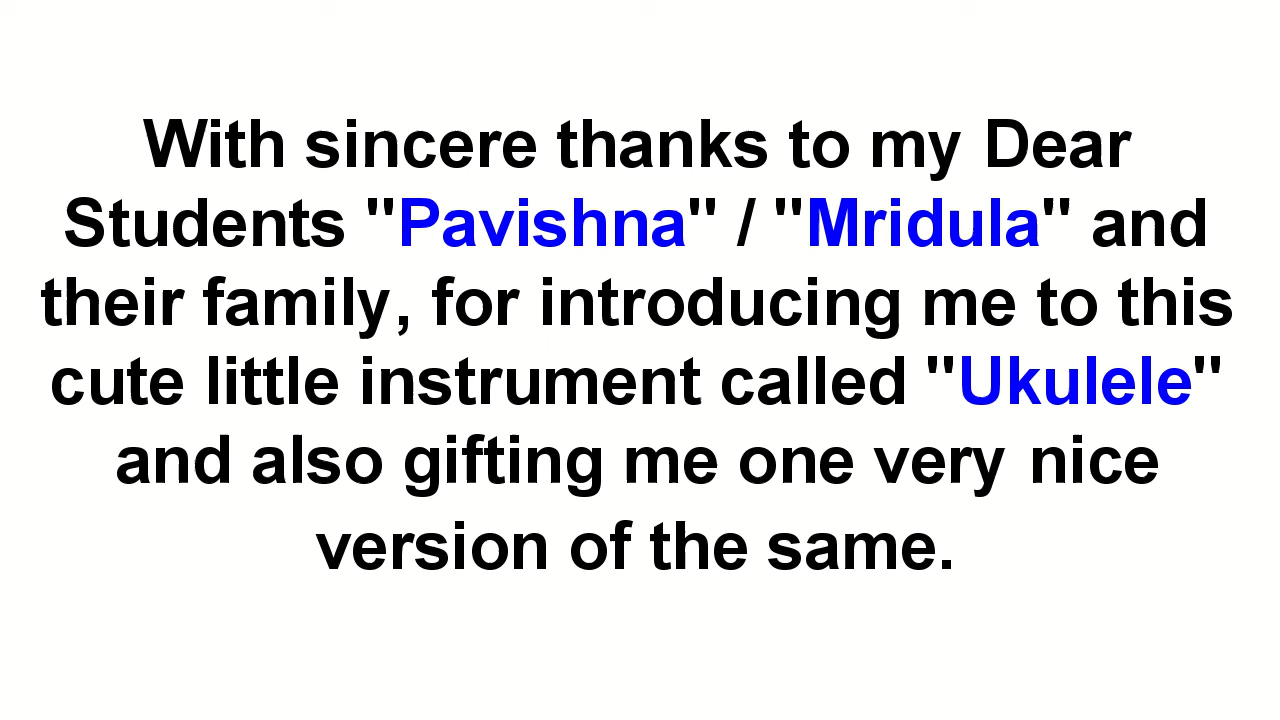 With sincere thanks to my Dear
Students "Pavishna" / "Mridula" and
their family, for introducing me to this
cute little instrument called "Ukulele"
and also gifting me one very nice
version of the same.